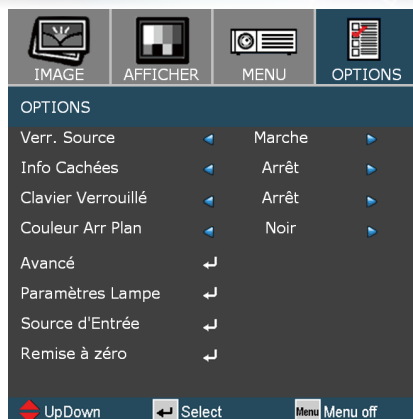 IMAGE AFFICHER MENU OPTIONS
OPTIONS
Verr. Source Marche
Info Cachées Arrêt
Clavier Verrouillé Arrêt
Couleur Arr Plan Noir
Avancé
Paramètres Lampe
Source d'Entrée
Remise à zéro
UpDown Select Menu Menu off